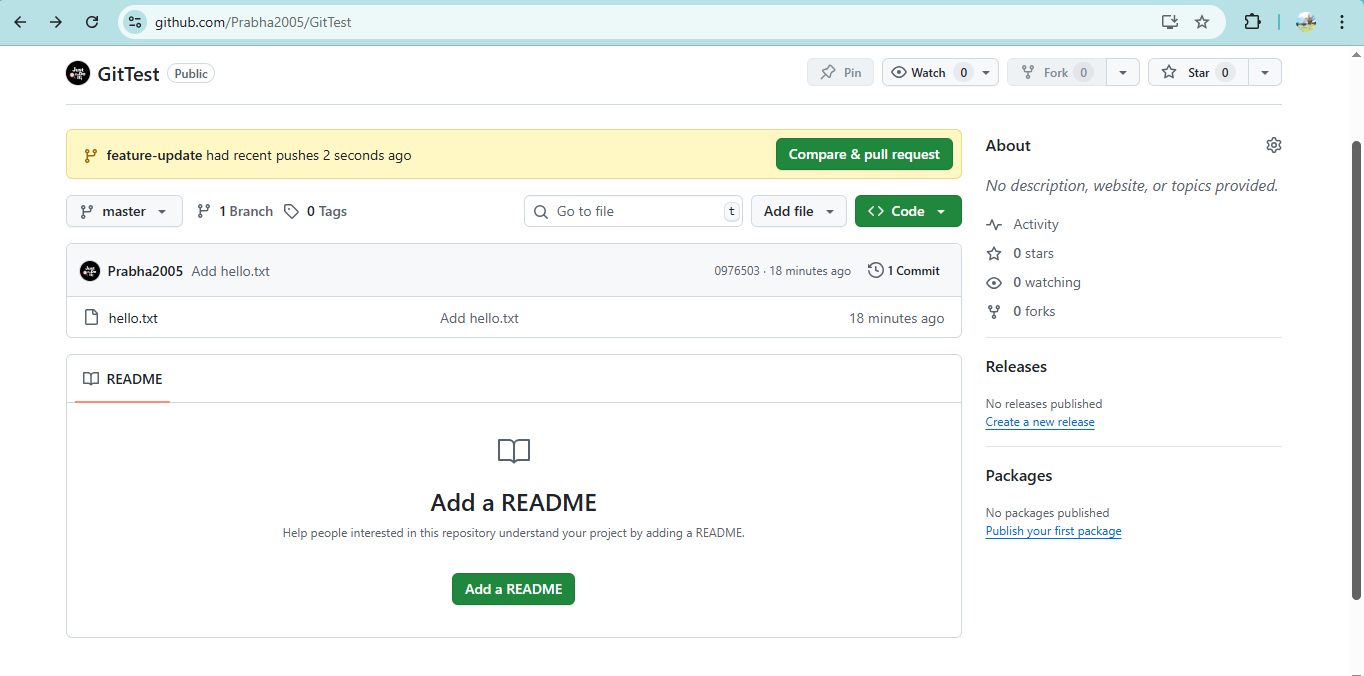 github.com/Prabha2005/GitTest
GitTest Public
Pin Watch 0 Fork 0 Star 0
feature-update had recent pushes 2 seconds ago Compare & pull request
master 1 Branch 0 Tags Go to file t Add file Code
Prabha2005 Add hello.txt 0976503 · 18 minutes ago 1 Commit
hello.txt Add hello.txt 18 minutes ago
README
Add a README
Help people interested in this repository understand your project by adding a README.
Add a README
About
No description, website, or topics provided.
Activity
0 stars
0 watching
0 forks
Releases
No releases published
Create a new release
Packages
No packages published
Publish your first package